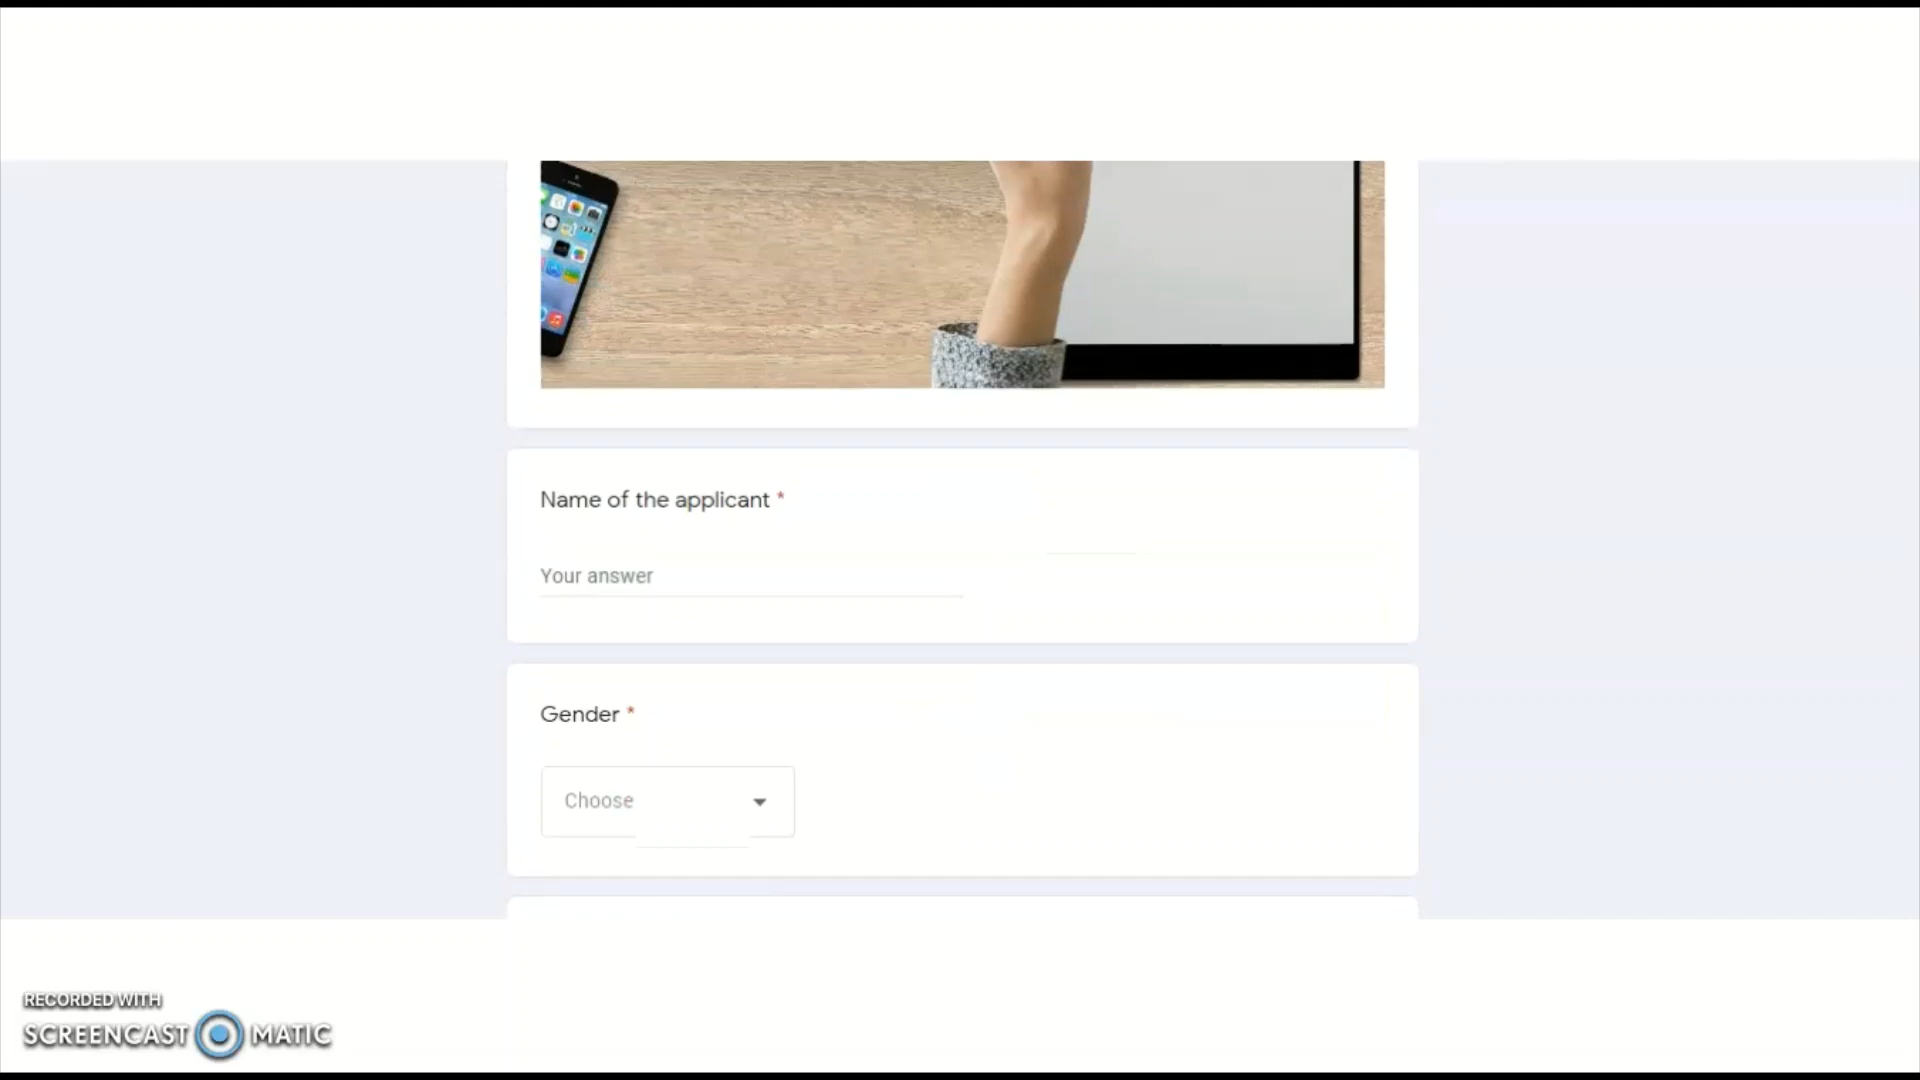 Name of the applicant *
Your answer
Gender *
Choose
RECORDED WITH
SCREENCAST MATIC